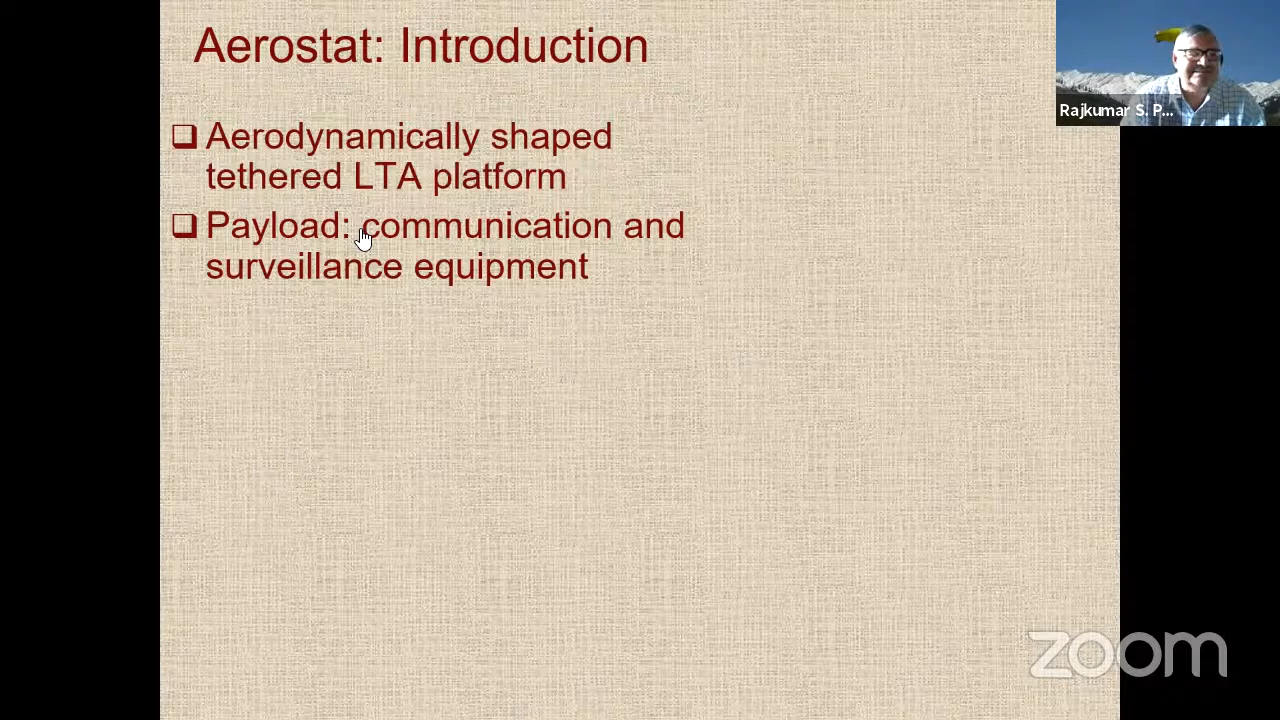 Aerostat: Introduction
Aerodynamically shaped
tethered LTA platform
Payload: communication and
surveillance equipment
Rajkumar S. P...
zoom